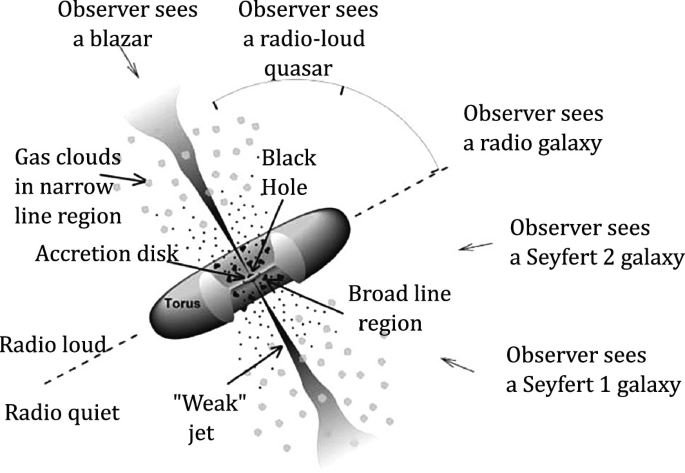 Observer sees
a blazar
Observer sees
a radio-loud
quasar
Observer sees
a radio galaxy
Gas clouds
in narrow
line region
Black
Hole
Observer sees
a Seyfert 2 galaxy
Accretion disk
Torus
Broad line
region
Radio loud
Observer sees
a Seyfert 1 galaxy
Radio quiet
"Weak"
jet